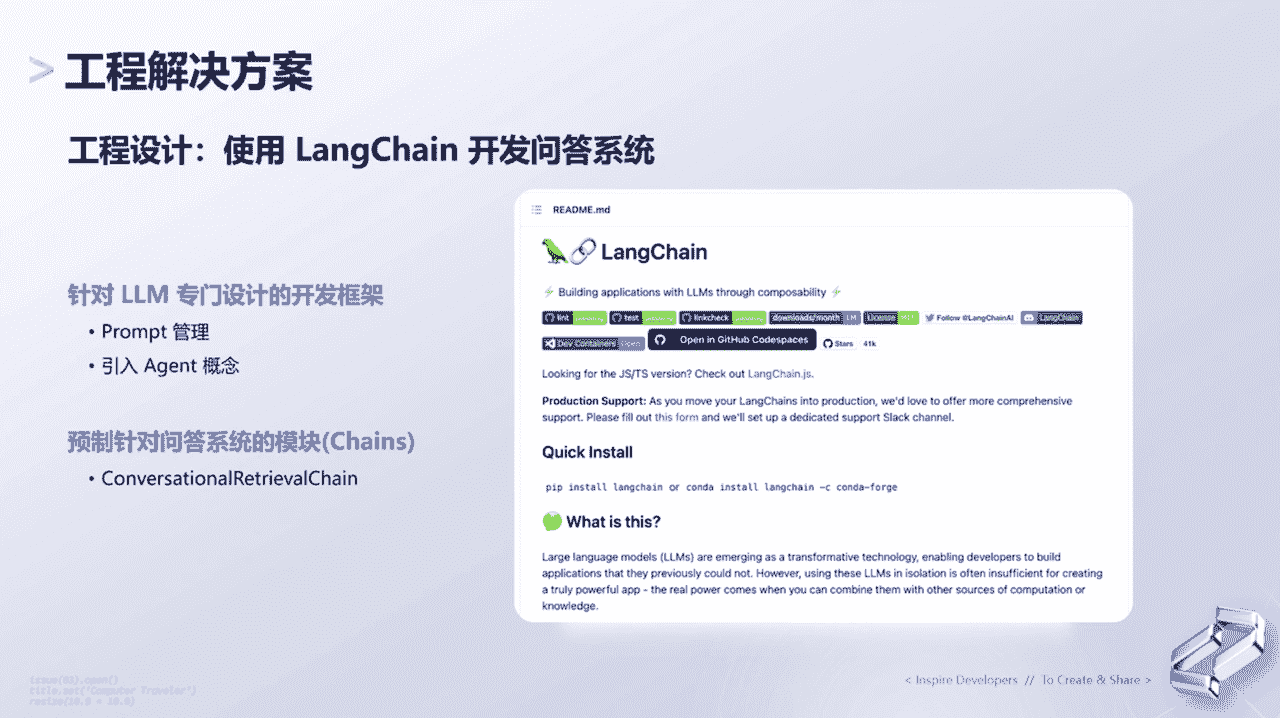 > 工程解决方案
工程设计：使用 LangChain 开发问答系统
针对 LLM 专门设计的开发框架
• Prompt 管理
• 引入 Agent 概念
预制针对问答系统的模块(Chains)
• ConversationalRetrievalChain
README.md
LangChain
Building applications with LLMs through composability
lint test linkcheck downloads/month License Follow @LangChainAI LangChain
Dev Containers Open Open in GitHub Codespaces Stars 41k
Looking for the JS/TS version? Check out LangChain.js.
Production Support: As you move your LangChains into production, we'd love to offer more comprehensive
support. Please fill out this form and we'll set up a dedicated support Slack channel.
Quick Install
pip install langchain or conda install langchain -c conda-forge
What is this?
Large language models (LLMs) are emerging as a transformative technology, enabling developers to build
applications that they previously could not. However, using these LLMs in isolation is often insufficient for creating
a truly powerful app - the real power comes when you can combine them with other sources of computation or
knowledge.
title.set('Computer Traveler')
< Inspire Developers // To Create & Share >